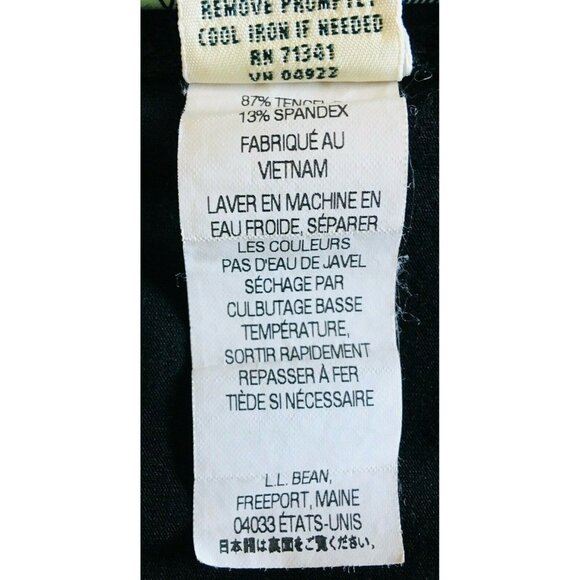 REMOVE PROMPTLY
COOL IRON IF NEEDED
RN 71341
VN 04922
87% TENCEL
13% SPANDEX
FABRIQUÉ AU
VIETNAM
LAVER EN MACHINE EN
EAU FROIDE, SÉPARER
LES COULEURS
PAS D'EAU DE JAVEL
SÉCHAGE PAR
CULBUTAGE BASSE
TEMPÉRATURE,
SORTIR RAPIDEMENT
REPASSER À FER
TIÈDE SI NÉCESSAIRE
L.L. BEAN,
FREEPORT, MAINE
04033 ÉTATS-UNIS
日本語は裏面をご覧ください。